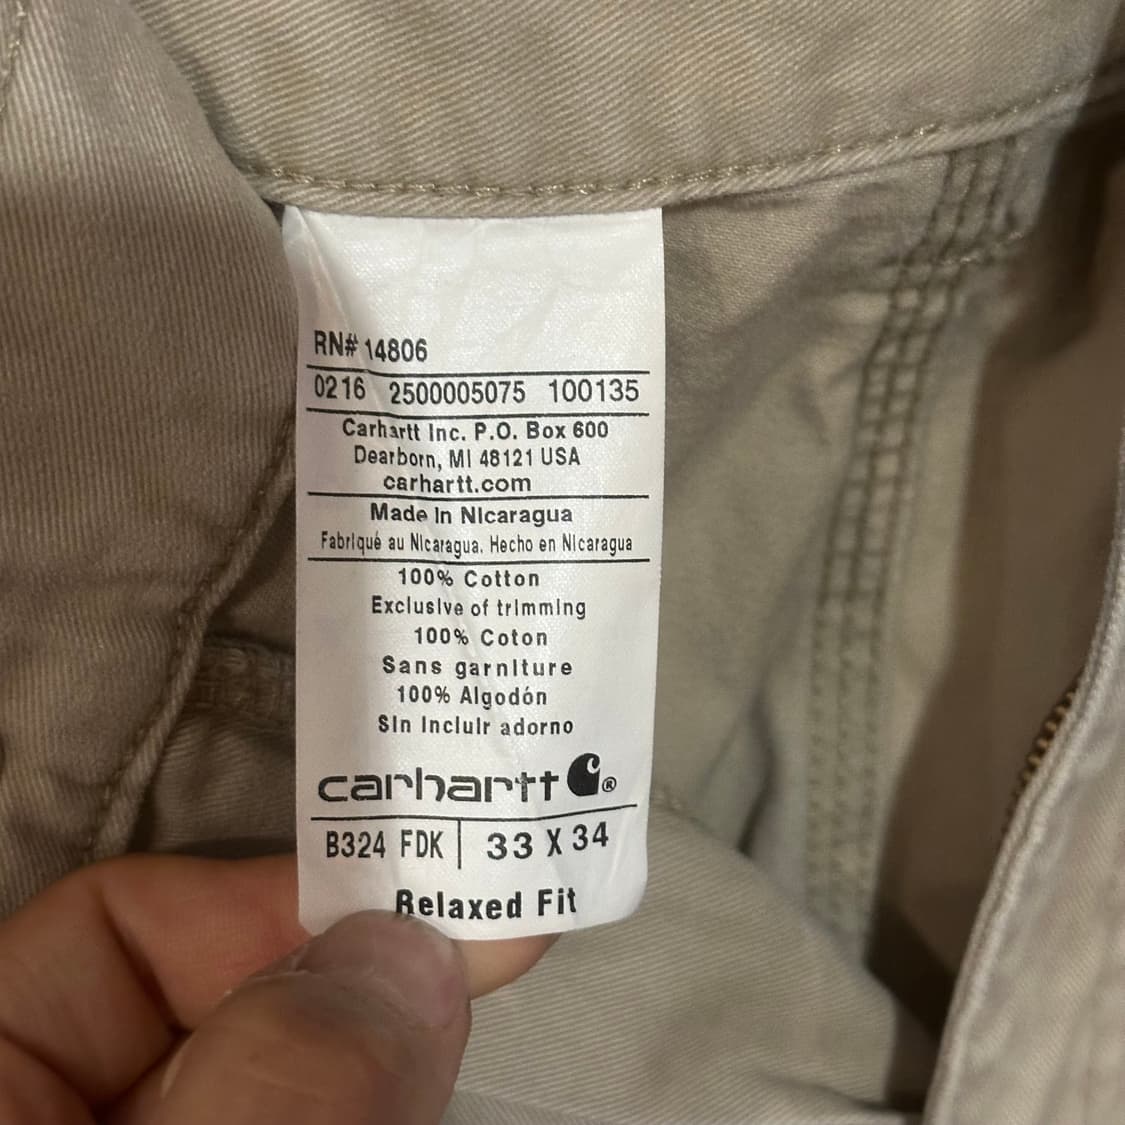 RN# 14806
0216 2500005075 100135
Carhartt Inc. P.O. Box 600
Dearborn, MI 48121 USA
carhartt.com
Made In Nicaragua
Fabriqué au Nicaragua. Hecho en Nicaragua
100% Cotton
Exclusive of trimming
100% Coton
Sans garniture
100% Algodón
Sin Incluir adorno
carhartt ®
B324 FDK 33 X 34
Relaxed Fit